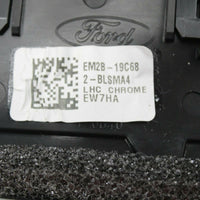 Ford
EM2B-19C68
2-BLSMA4
LHC CHROME
EW7HA